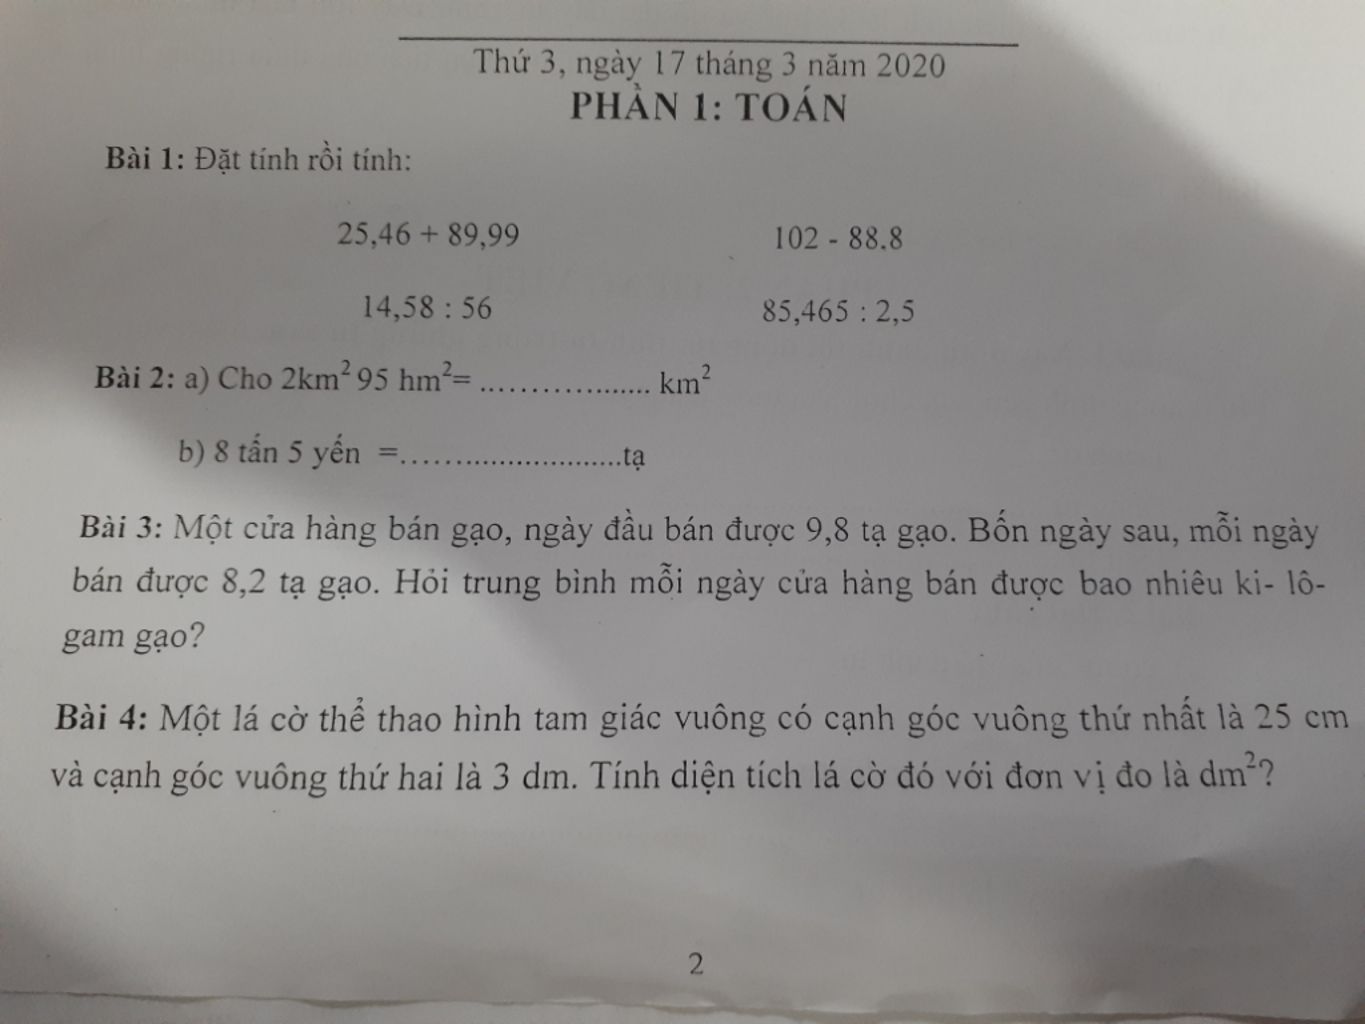 Thứ 3, ngày 17 tháng 3 năm 2020
PHẦN 1: TOÁN
Bài 1: Đặt tính rồi tính:
25,46 + 89,99 102 - 88.8
14,58 : 56 85,465 : 2,5
Bài 2: a) Cho 2km² 95 hm²= .................... km²
b) 8 tấn 5 yến =..........................tạ
Bài 3: Một cửa hàng bán gạo, ngày đầu bán được 9,8 tạ gạo. Bốn ngày sau, mỗi ngày
bán được 8,2 tạ gạo. Hỏi trung bình mỗi ngày cửa hàng bán được bao nhiêu ki- lô-
gam gạo?
Bài 4: Một lá cờ thể thao hình tam giác vuông có cạnh góc vuông thứ nhất là 25 cm
và cạnh góc vuông thứ hai là 3 dm. Tính diện tích lá cờ đó với đơn vị đo là dm²?
2